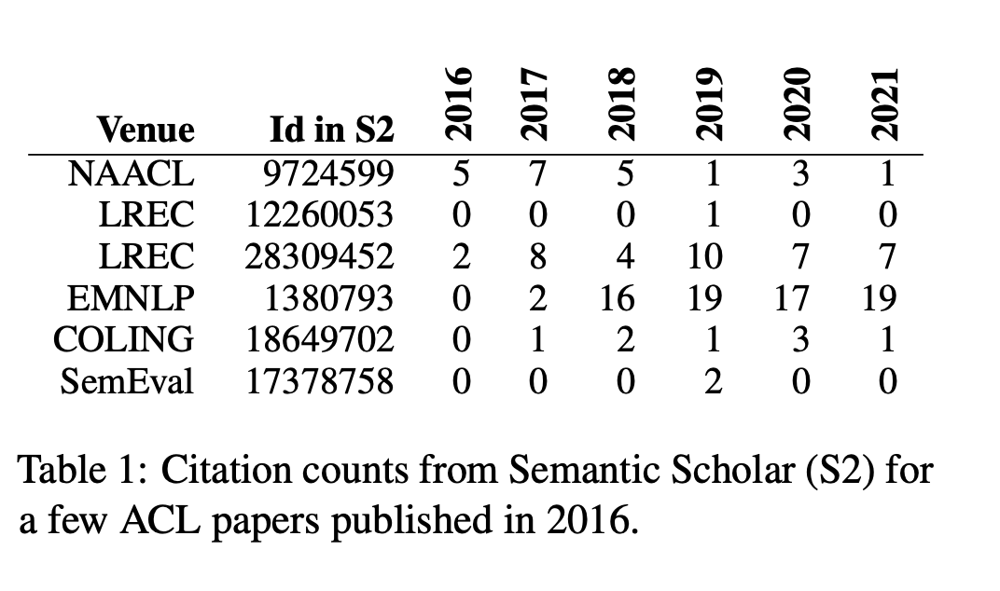 Venue Id in S2 2016 2017 2018 2019 2020 2021
NAACL 9724599 5 7 5 1 3 1
LREC 12260053 0 0 0 1 0 0
LREC 28309452 2 8 4 10 7 7
EMNLP 1380793 0 2 16 19 17 19
COLING 18649702 0 1 2 1 3 1
SemEval 17378758 0 0 0 2 0 0
Table 1: Citation counts from Semantic Scholar (S2) for
a few ACL papers published in 2016.